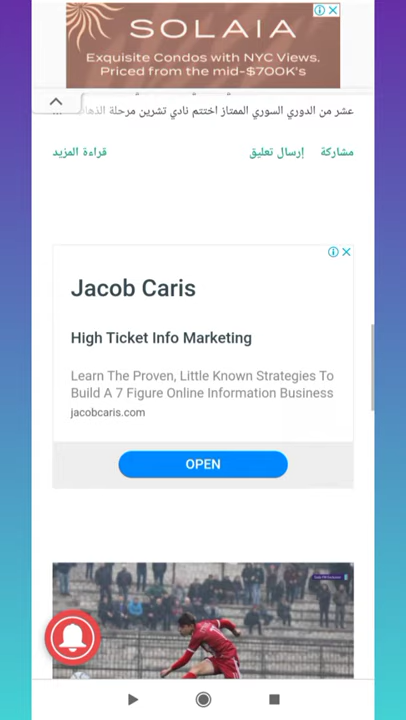 SOLAIA
Exquisite Condos with NYC Views.
Priced from the mid-$700K's
عشر من الدوري السوري الممتاز اختتم نادي تشرين مرحلة الذهاب
مشاركة
إرسال تعليق
قراءة المزيد
Jacob Caris
High Ticket Info Marketing
Learn The Proven, Little Known Strategies To
Build A 7 Figure Online Information Business
jacobcaris.com
OPEN